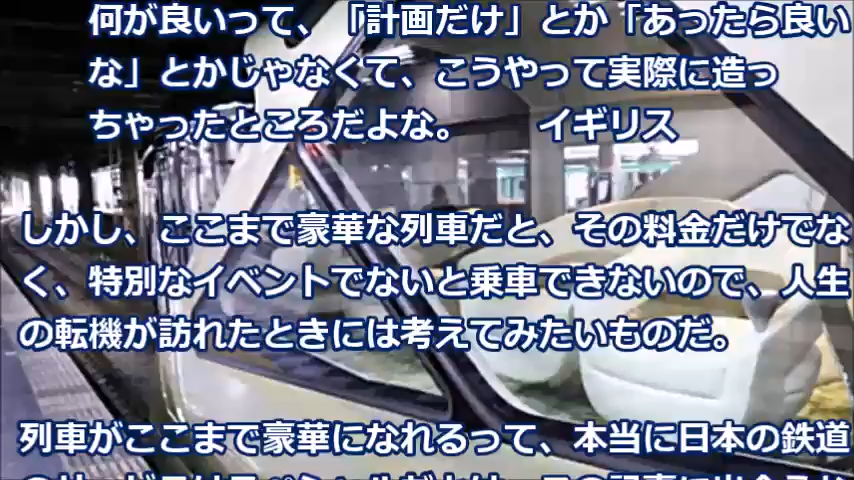 何が良いって、「計画だけ」とか「あったら良い
な」とかじゃなくて、こうやって実際に造っ
ちゃったところだよな。　　イギリス
しかし、ここまで豪華な列車だと、その料金だけでな
く、特別なイベントでないと乗車できないので、人生
の転機が訪れたときには考えてみたいものだ。
列車がここまで豪華になれるって、本当に日本の鉄道